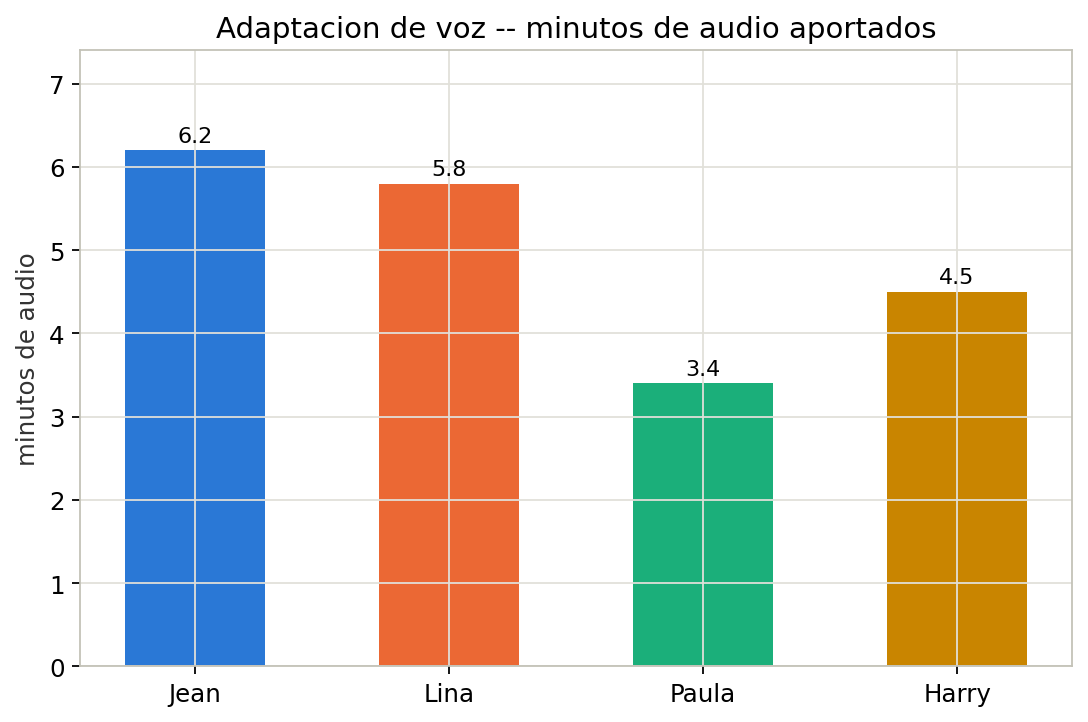 Adaptacion de voz -- minutos de audio aportados
minutos de audio
7
6
5
4
3
2
1
0
6.2
5.8
3.4
4.5
Jean
Lina
Paula
Harry